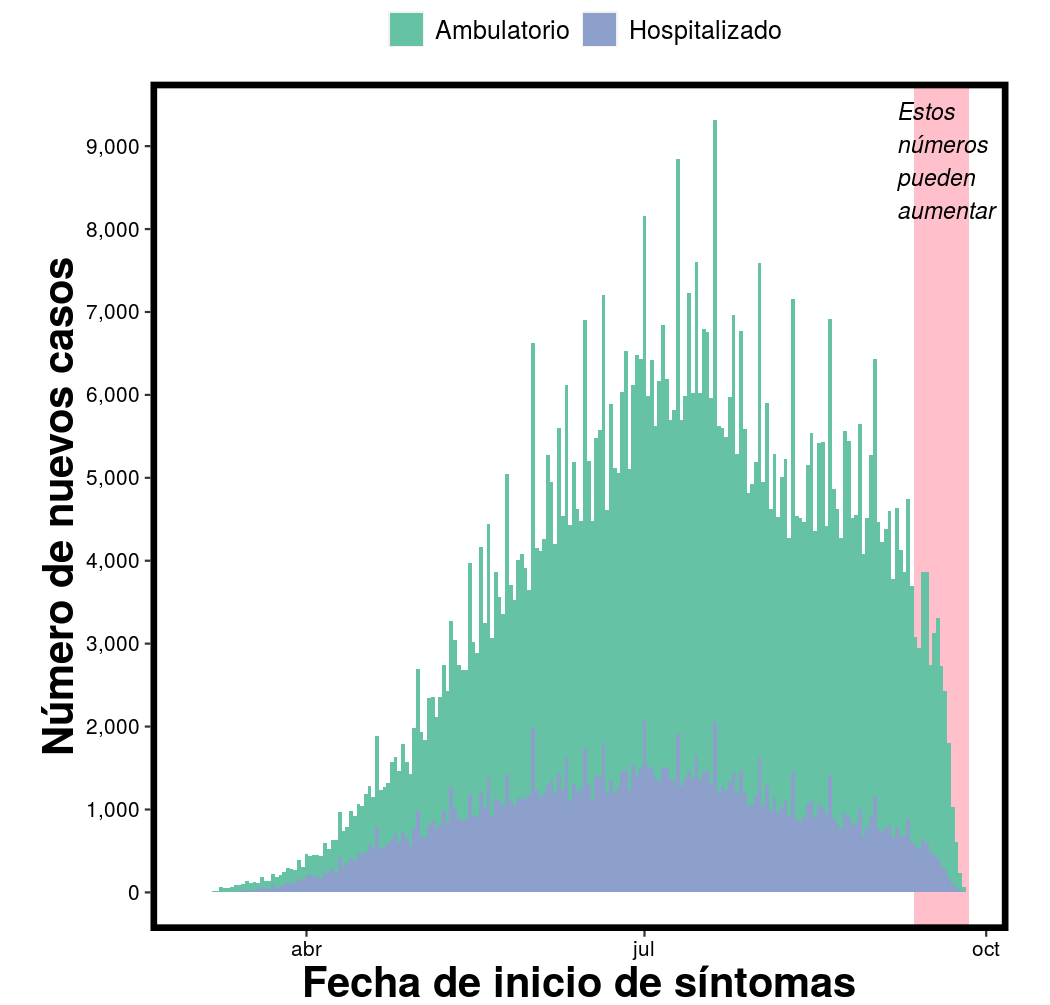 Ambulatorio Hospitalizado
Estos
números
pueden
aumentar
9,000
8,000
7,000
6,000
5,000
4,000
3,000
2,000
1,000
0
Número de nuevos casos
abr jul oct
Fecha de inicio de síntomas